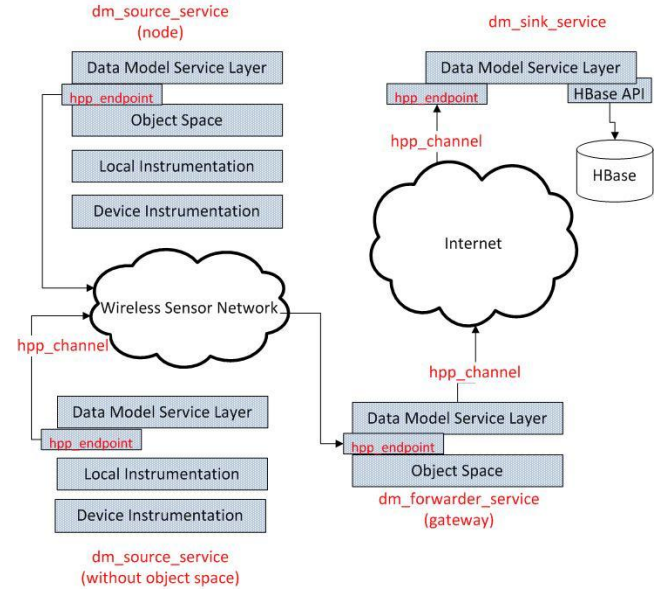 dm_source_service
(node)
Data Model Service Layer
hpp_endpoint
Object Space
Local Instrumentation
Device Instrumentation
dm_sink_service
Data Model Service Layer
hpp_endpoint
HBase API
hpp_channel
HBase
Internet
Wireless Sensor Network
hpp_channel
hpp_channel
Data Model Service Layer
hpp_endpoint
Local Instrumentation
Device Instrumentation
dm_source_service
(without object space)
Data Model Service Layer
hpp_endpoint
Object Space
dm_forwarder_service
(gateway)